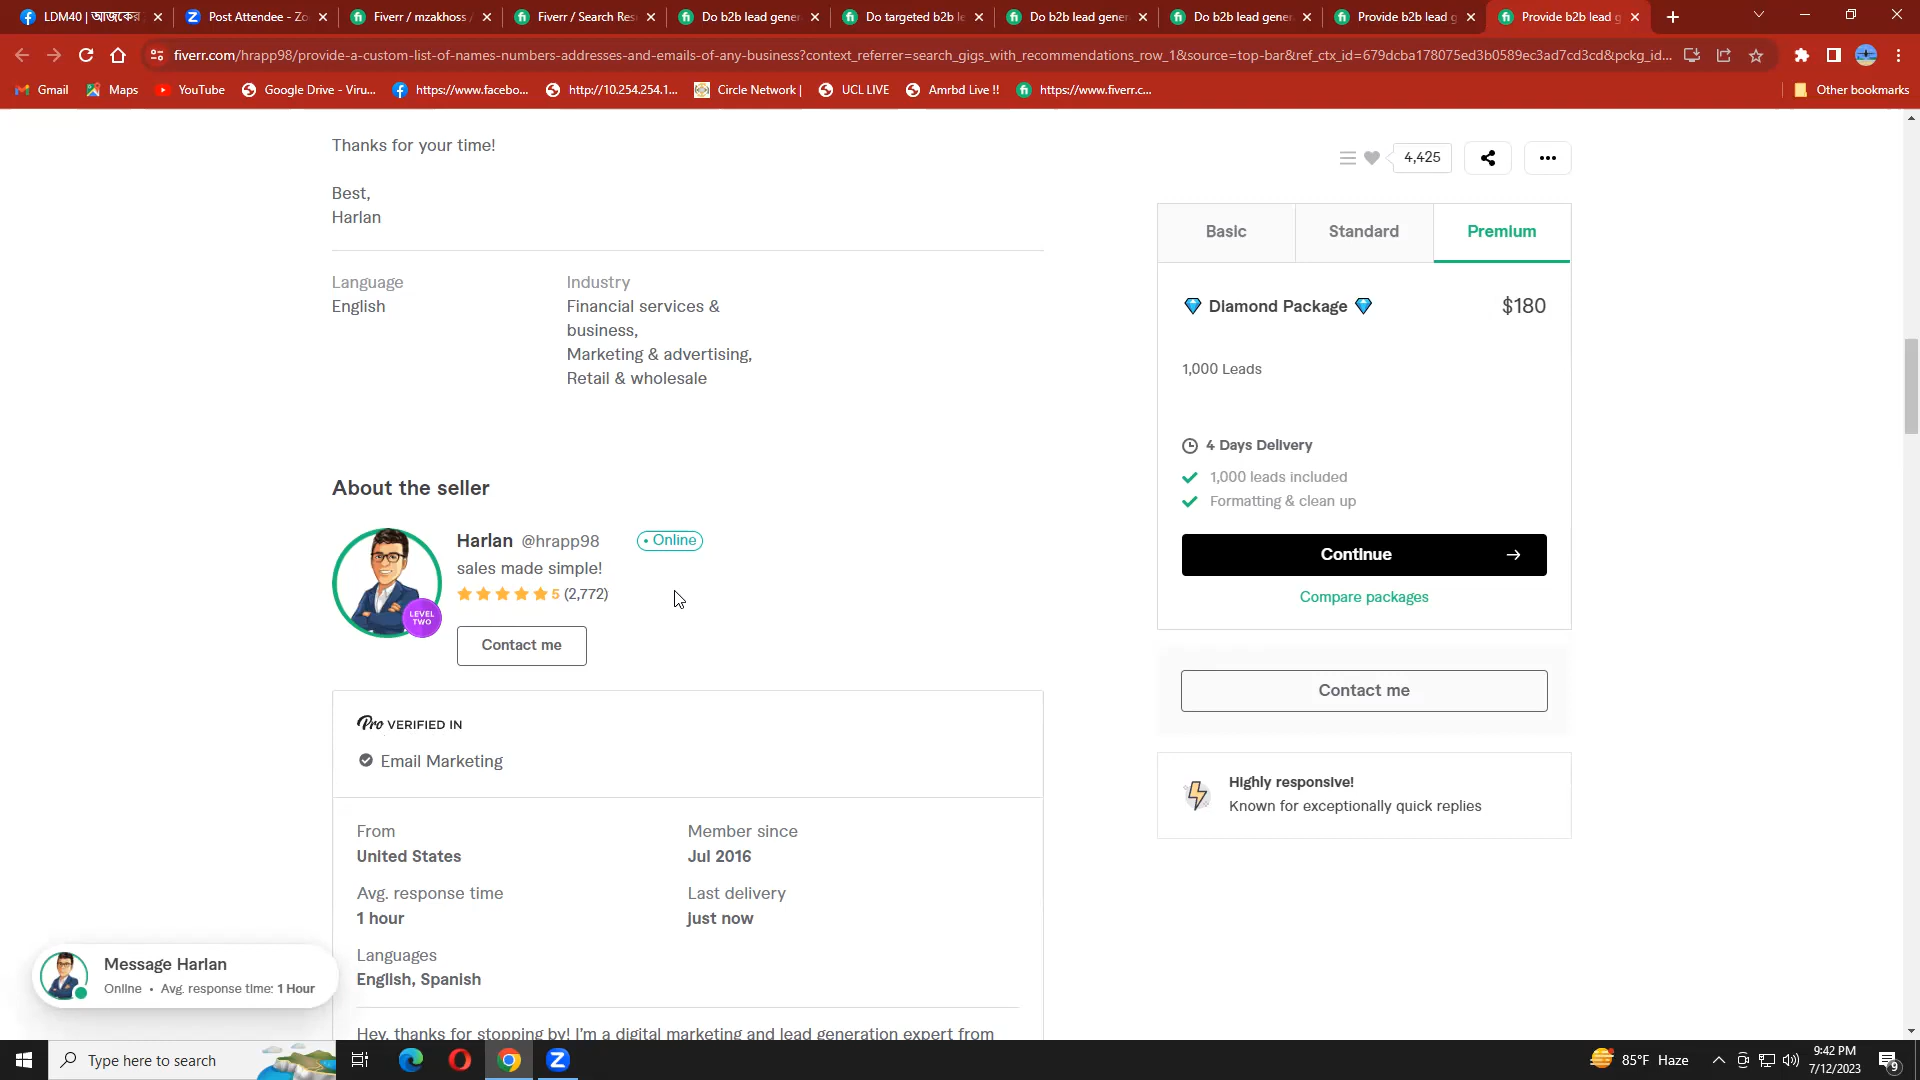 LDM40 | আজকের
Post Attendee - Zo
Fiverr / mzakhoss
Fiverr / Search Res
Do b2b lead gener
Do targeted b2b le
Do b2b lead gener
Do b2b lead gener
Provide b2b lead g
Provide b2b lead g
fiverr.com/hrapp98/provide-a-custom-list-of-names-numbers-addresses-and-emails-of-any-business?context_referrer=search_gigs_with_recommendations_row_1&source=top-bar&ref_ctx_id=679dcba178075ed3b0589ec3ad7cd3cd&pckg_id...
Gmail
Maps
YouTube
Google Drive - Viru...
https://www.facebo...
http://10.254.254.1...
Circle Network |
UCL LIVE
Amrbd Live !!
https://www.fiverr.c...
Other bookmarks
Thanks for your time!
Best,
Harlan
Language
English
Industry
Financial services &
business,
Marketing & advertising,
Retail & wholesale
4,425
Basic
Standard
Premium
Diamond Package
$180
1,000 Leads
4 Days Delivery
1,000 leads included
Formatting & clean up
Continue
Compare packages
Contact me
Highly responsive!
Known for exceptionally quick replies
About the seller
Harlan @hrapp98
• Online
sales made simple!
5 (2,772)
LEVEL
TWO
Contact me
Pro VERIFIED IN
Email Marketing
From
United States
Member since
Jul 2016
Avg. response time
1 hour
Last delivery
just now
Languages
English, Spanish
Hey, thanks for stopping by! I'm a digital marketing and lead generation expert from
Message Harlan
Online • Avg. response time: 1 Hour
Type here to search
85°F Haze
9:42 PM
7/12/2023
9